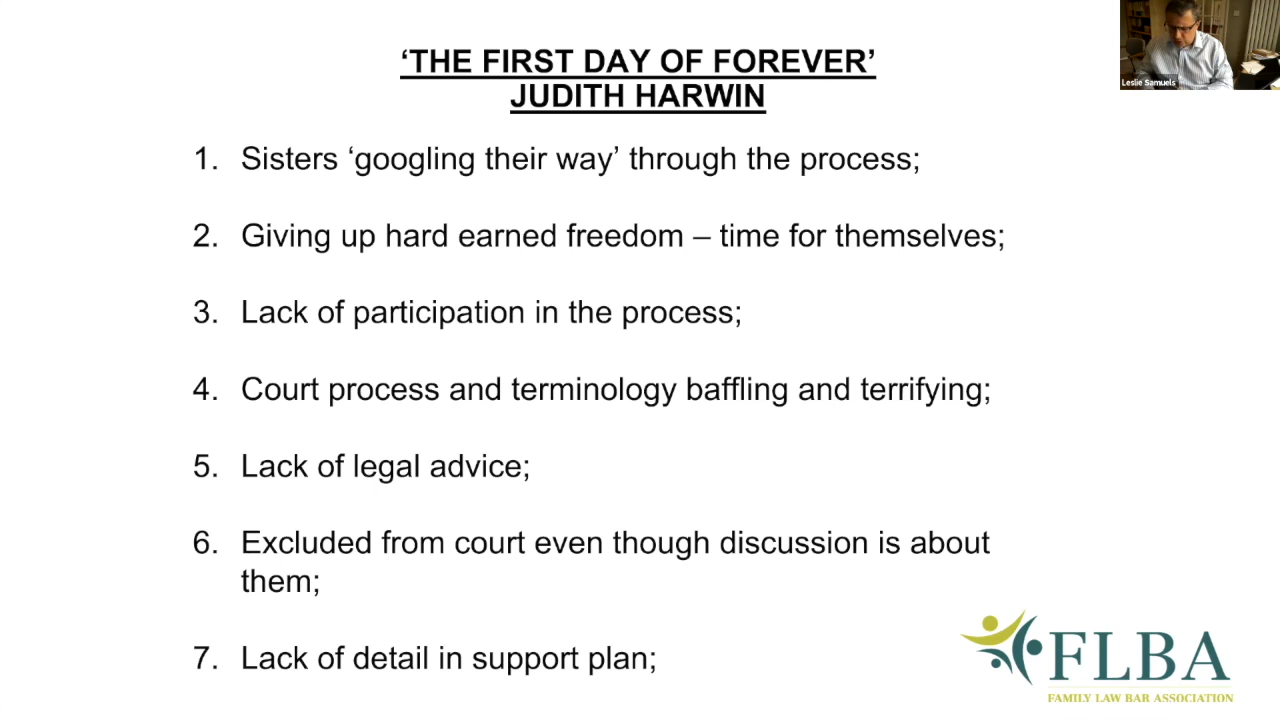 ‘THE FIRST DAY OF FOREVER’
JUDITH HARWIN
Leslie Samuels
1. Sisters ‘googling their way’ through the process;
2. Giving up hard earned freedom – time for themselves;
3. Lack of participation in the process;
4. Court process and terminology baffling and terrifying;
5. Lack of legal advice;
6. Excluded from court even though discussion is about
them;
7. Lack of detail in support plan;
FLBA
FAMILY LAW BAR ASSOCIATION